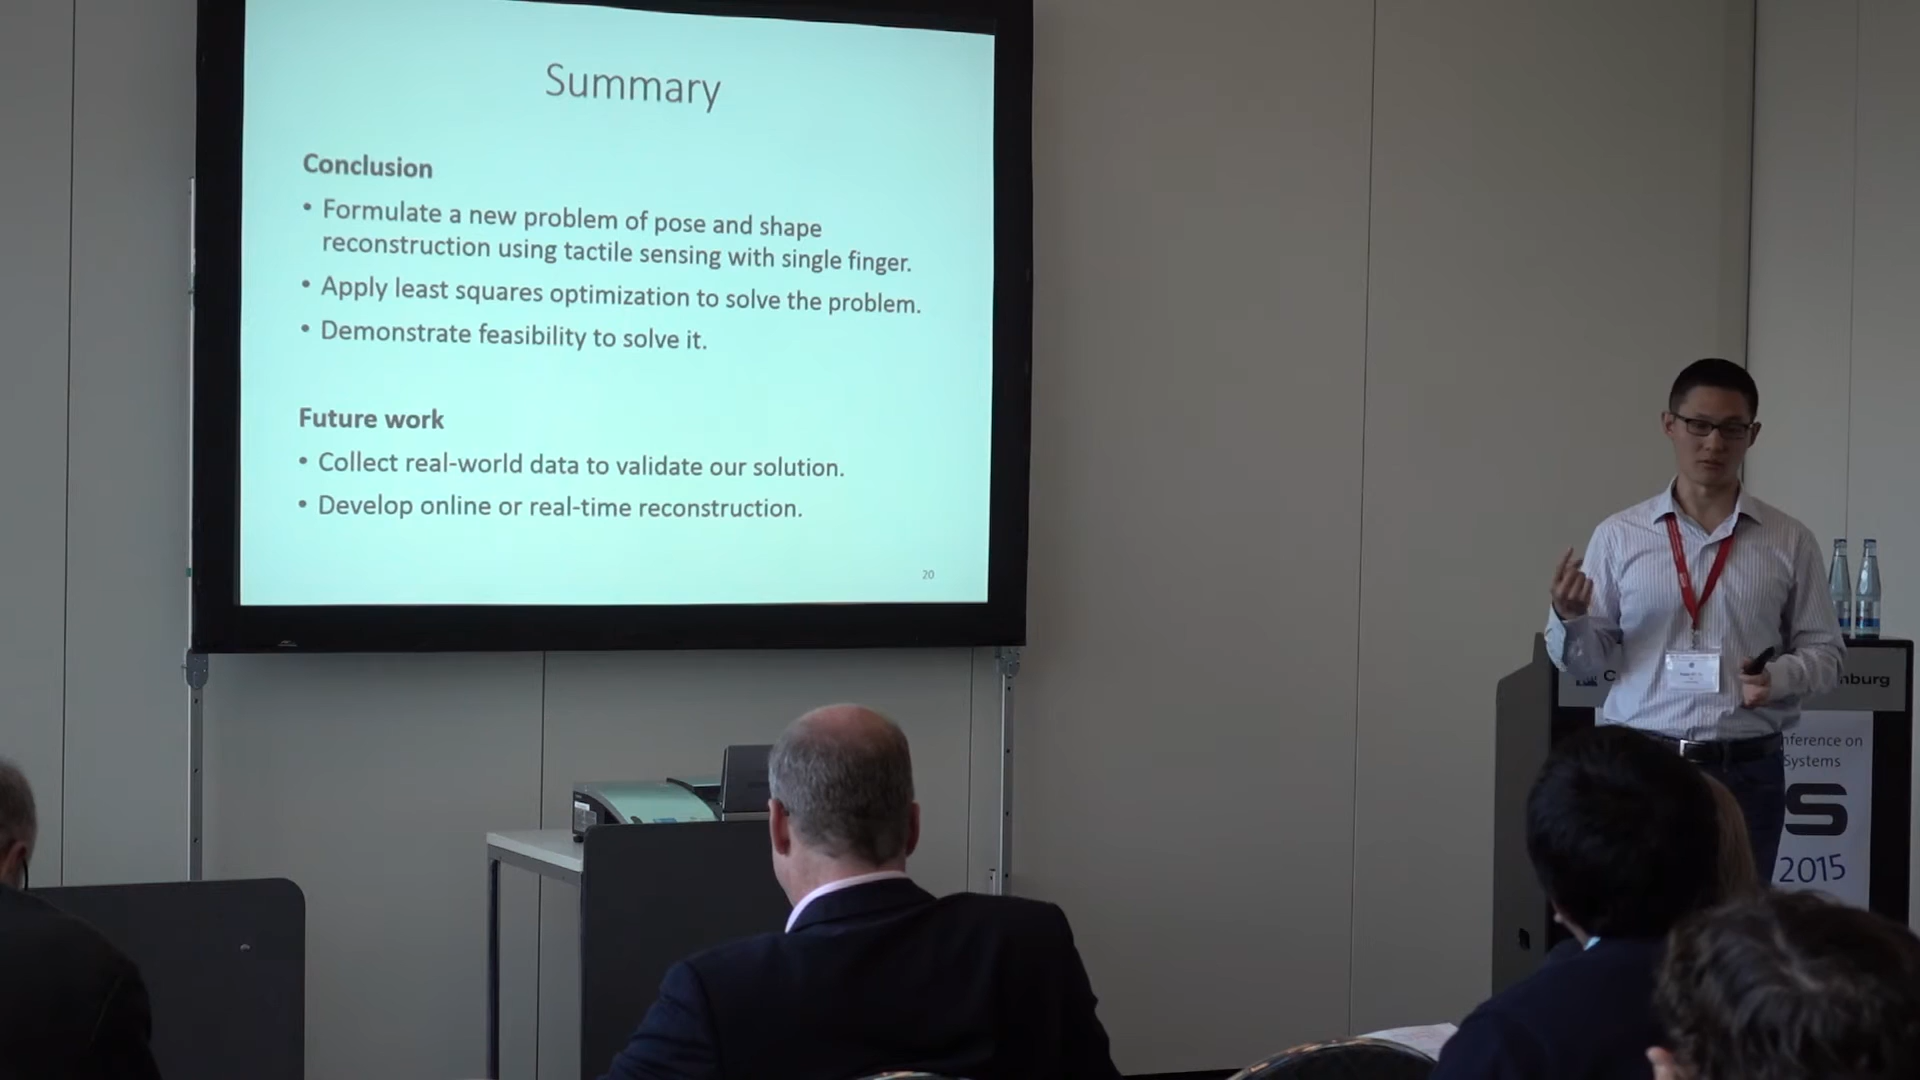 Summary
Conclusion
• Formulate a new problem of pose and shape
reconstruction using tactile sensing with single finger.
• Apply least squares optimization to solve the problem.
• Demonstrate feasibility to solve it.
Future work
• Collect real-world data to validate our solution.
• Develop online or real-time reconstruction.
20
C
nburg
nference on
Systems
S
2015